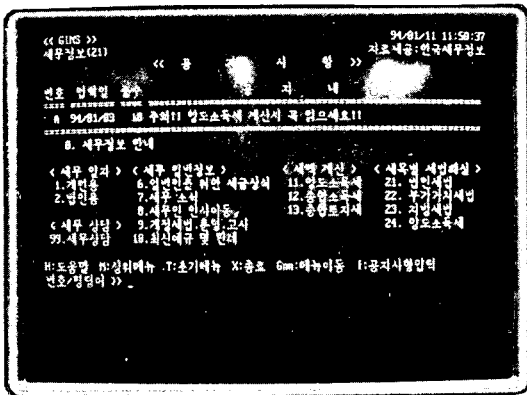 << GIMS >> 94/01/11 11:50:37
세무정보(21) 자료제공:한국세무정보
<< 공 지 사 항 >>
번호 입력일 줄수 공 지 내
A 94/01/03 18 주의!! 양도소득세 계산시 꼭 읽으세요!!
0. 세무정보 안내
< 세무 일지 > < 세무 일반정보 > < 세액 계산 > < 세목별 세법해설 >
1.개인용 6.일반인을 위한 세금상식 11.양도소득세 21. 법인세법
2.법인용 7.세무 소식 12.종합소득세 22. 부가가치세법
8.세무인 인사이동 13.종합토지세 23. 지방세법
< 세무 상담 > 9.개정세법.훈령.고시 24. 양도소득세
99.세무상담 10.최신예규 및 판례
H:도움말 M:상위메뉴 .T:초기메뉴 X:종료 Gnn:메뉴이동 I:공지사항입력
번호/명령어 >> _